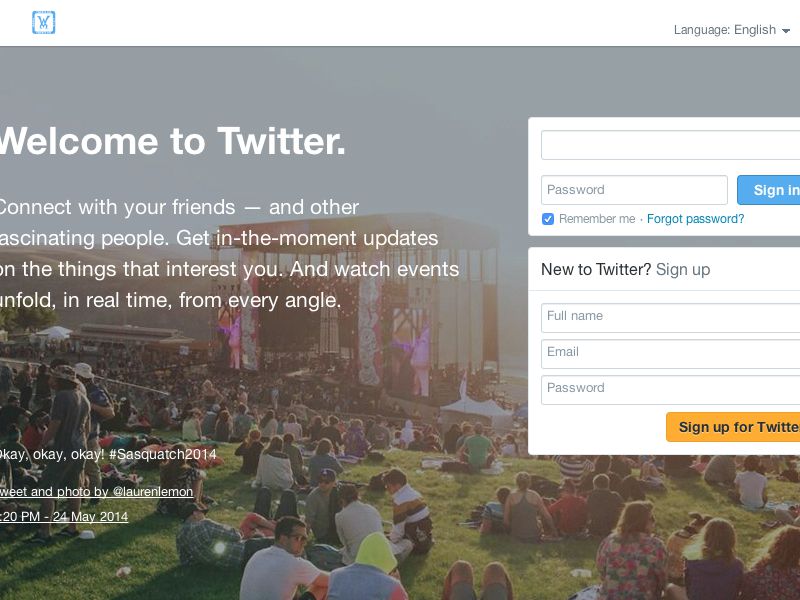 Language: English
Welcome to Twitter.
Connect with your friends — and other
fascinating people. Get in-the-moment updates
on the things that interest you. And watch events
unfold, in real time, from every angle.
Password
Sign in
Remember me · Forgot password?
New to Twitter? Sign up
Full name
Email
Password
Sign up for Twitter
Okay, okay, okay! #Sasquatch2014
Tweet and photo by @laurenlemon
:20 PM - 24 May 2014